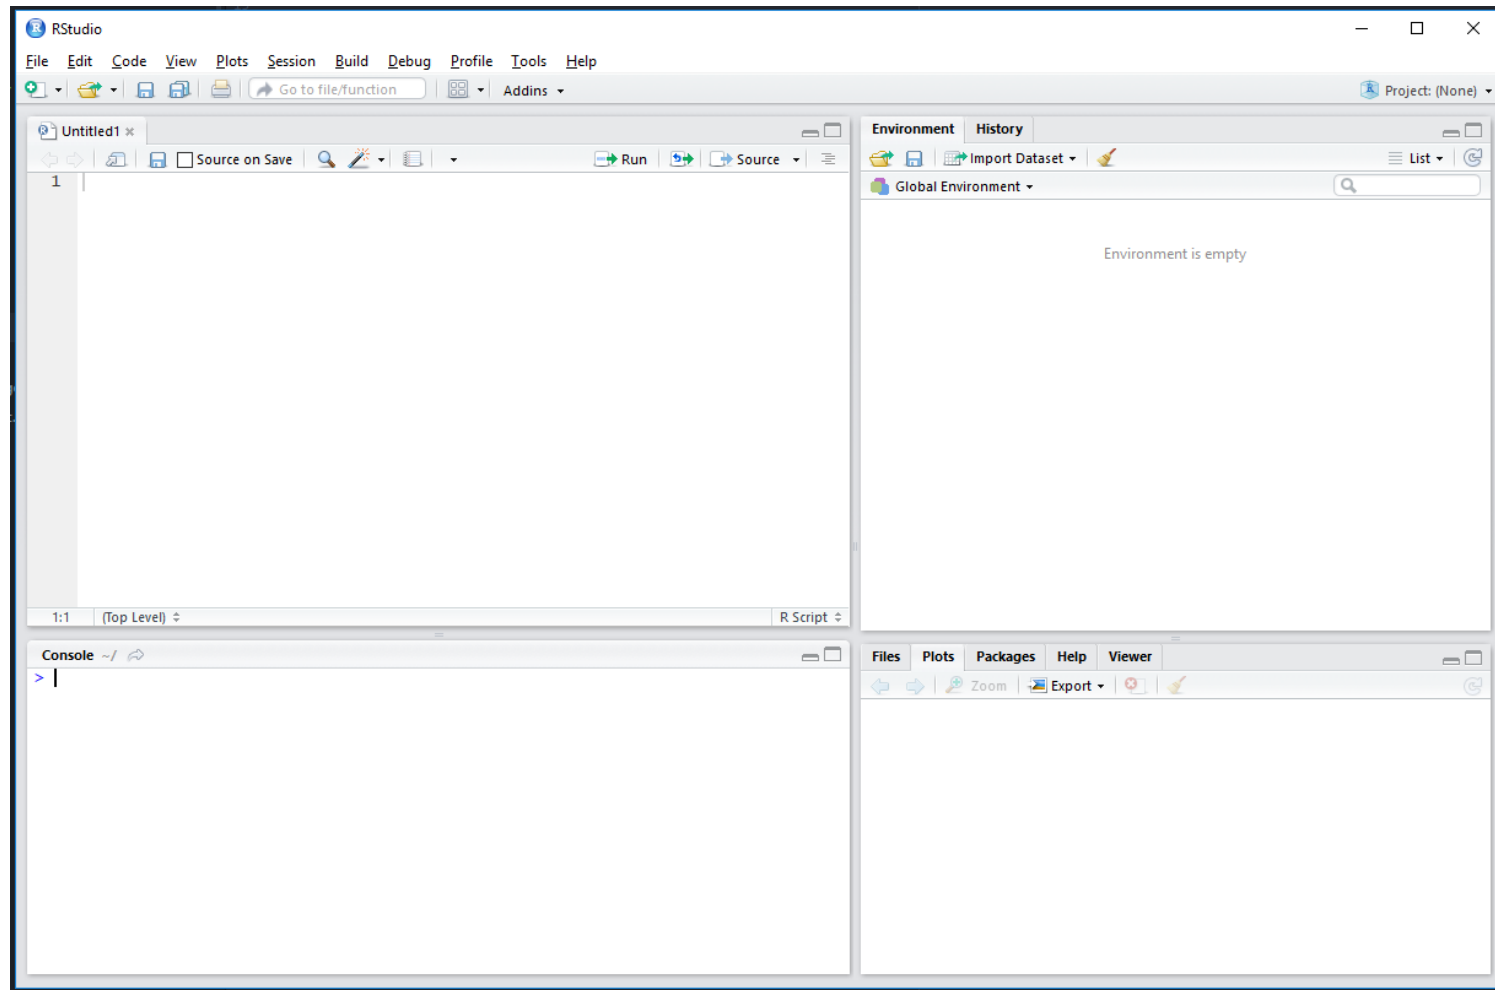 RStudio
File Edit Code View Plots Session Build Debug Profile Tools Help
Go to file/function Addins Project: (None)
Untitled1
Source on Save Run Source
1
1:1 (Top Level) R Script
Console ~/
>
Environment History
Import Dataset List
Global Environment
Environment is empty
Files Plots Packages Help Viewer
Zoom Export